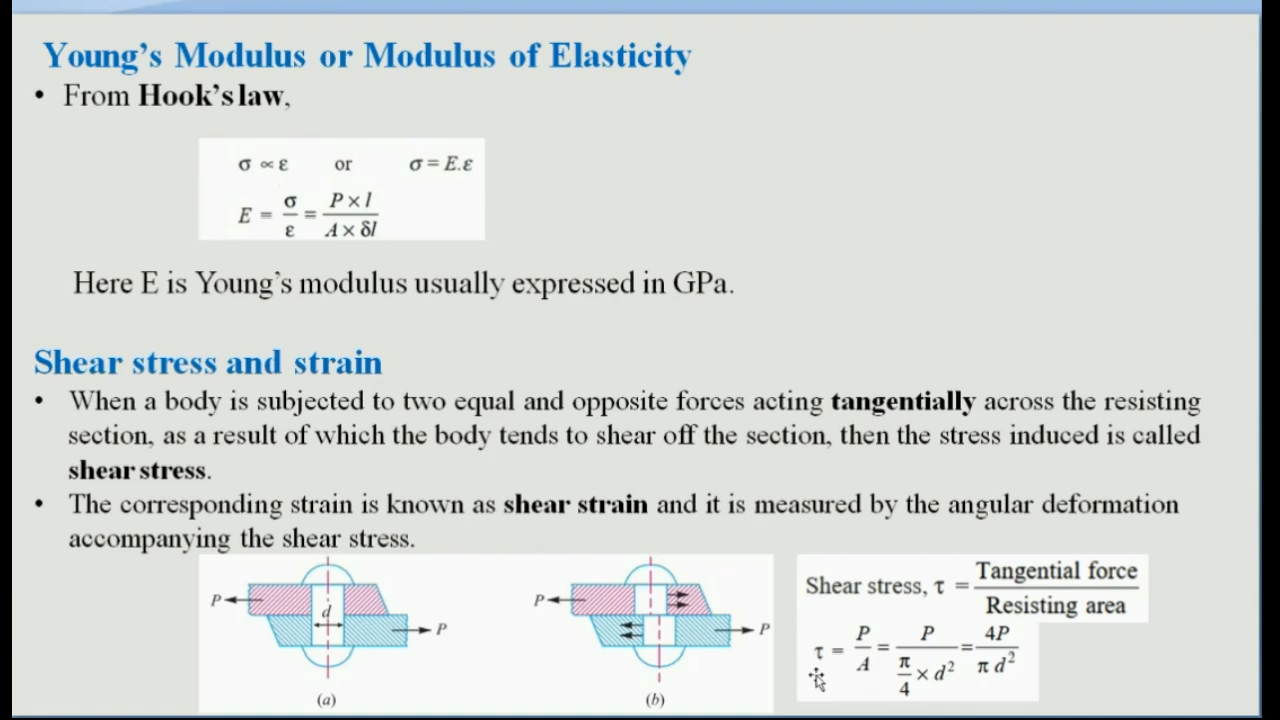 Young's Modulus or Modulus of Elasticity
• From Hook's law,
σ ∝ ε or σ = E.ε
E = σ/ε = P × l / A × δl
Here E is Young's modulus usually expressed in GPa.
Shear stress and strain
• When a body is subjected to two equal and opposite forces acting tangentially across the resisting
section, as a result of which the body tends to shear off the section, then the stress induced is called
shear stress.
• The corresponding strain is known as shear strain and it is measured by the angular deformation
accompanying the shear stress.
P d P
(a)
P P
(b)
Shear stress, τ = Tangential force / Resisting area
τ = P/A = P / π/4 × d² = 4P / π d²